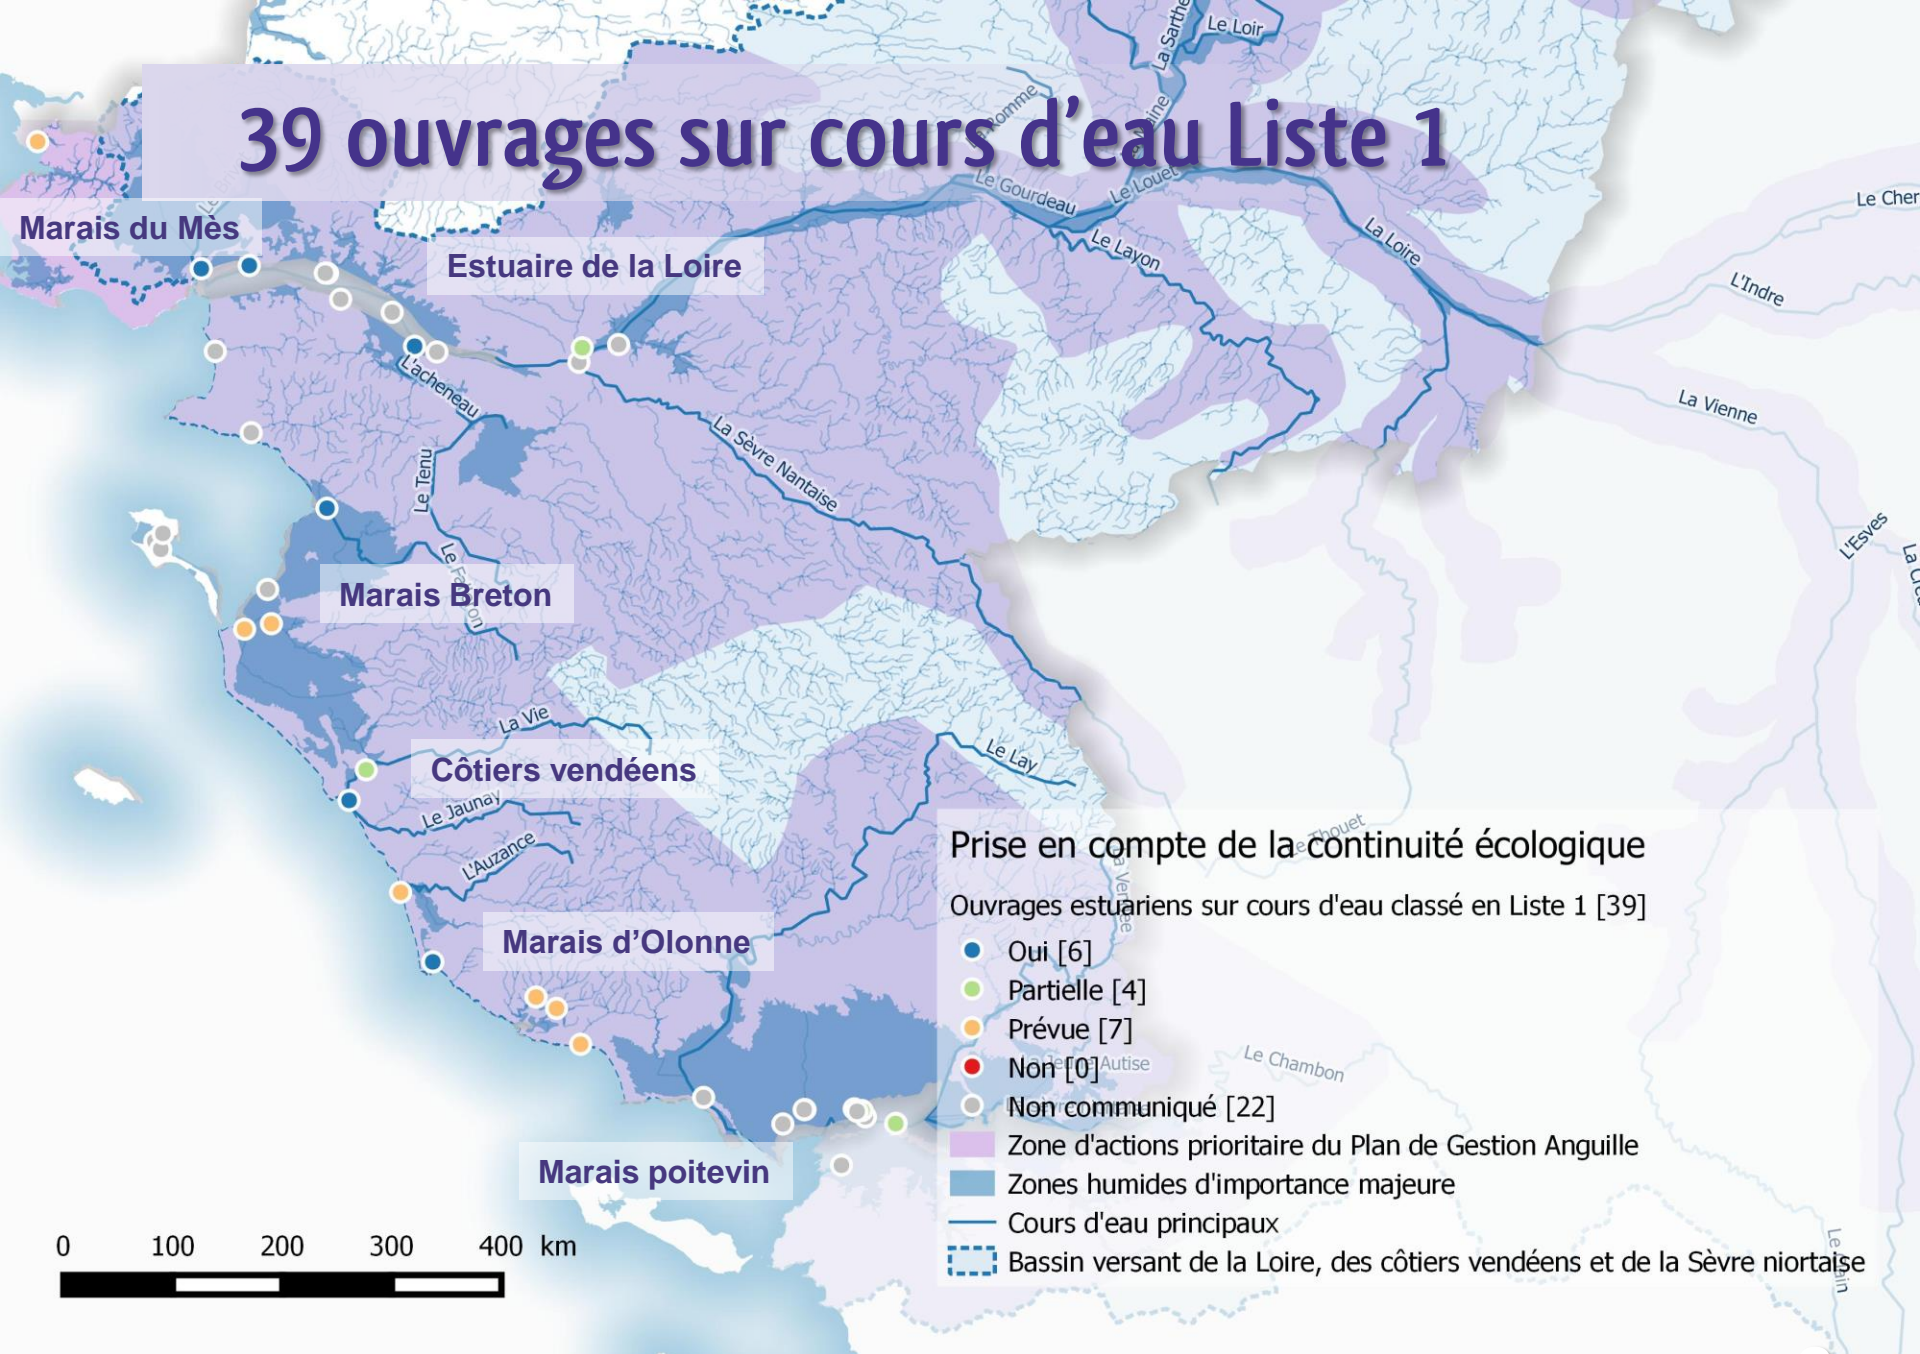 39 ouvrages sur cours d'eau Liste 1
La Sarthe
Le Loir
Le Cher
Le Gourdeau
Le Louet
Marais du Mès
Estuaire de la Loire
Le Layon
La Loire
L'Indre
L'acheneau
La Vienne
La Sèvre Nantaise
Le Tenu
L'Esves
Marais Breton
La Vie
Côtiers vendéens
Le Lay
Le Jaunay
L'Auzance
Le Thouet
Marais d'Olonne
Marais poitevin
Le Chambon
Prise en compte de la continuité écologique
Ouvrages estuariens sur cours d'eau classé en Liste 1 [39]
Oui [6]
Partielle [4]
Prévue [7]
Non [0]
Autise
Non communiqué [22]
Zone d'actions prioritaire du Plan de Gestion Anguille
Zones humides d'importance majeure
Cours d'eau principaux
Bassin versant de la Loire, des côtiers vendéens et de la Sèvre niortaise
0 100 200 300 400 km